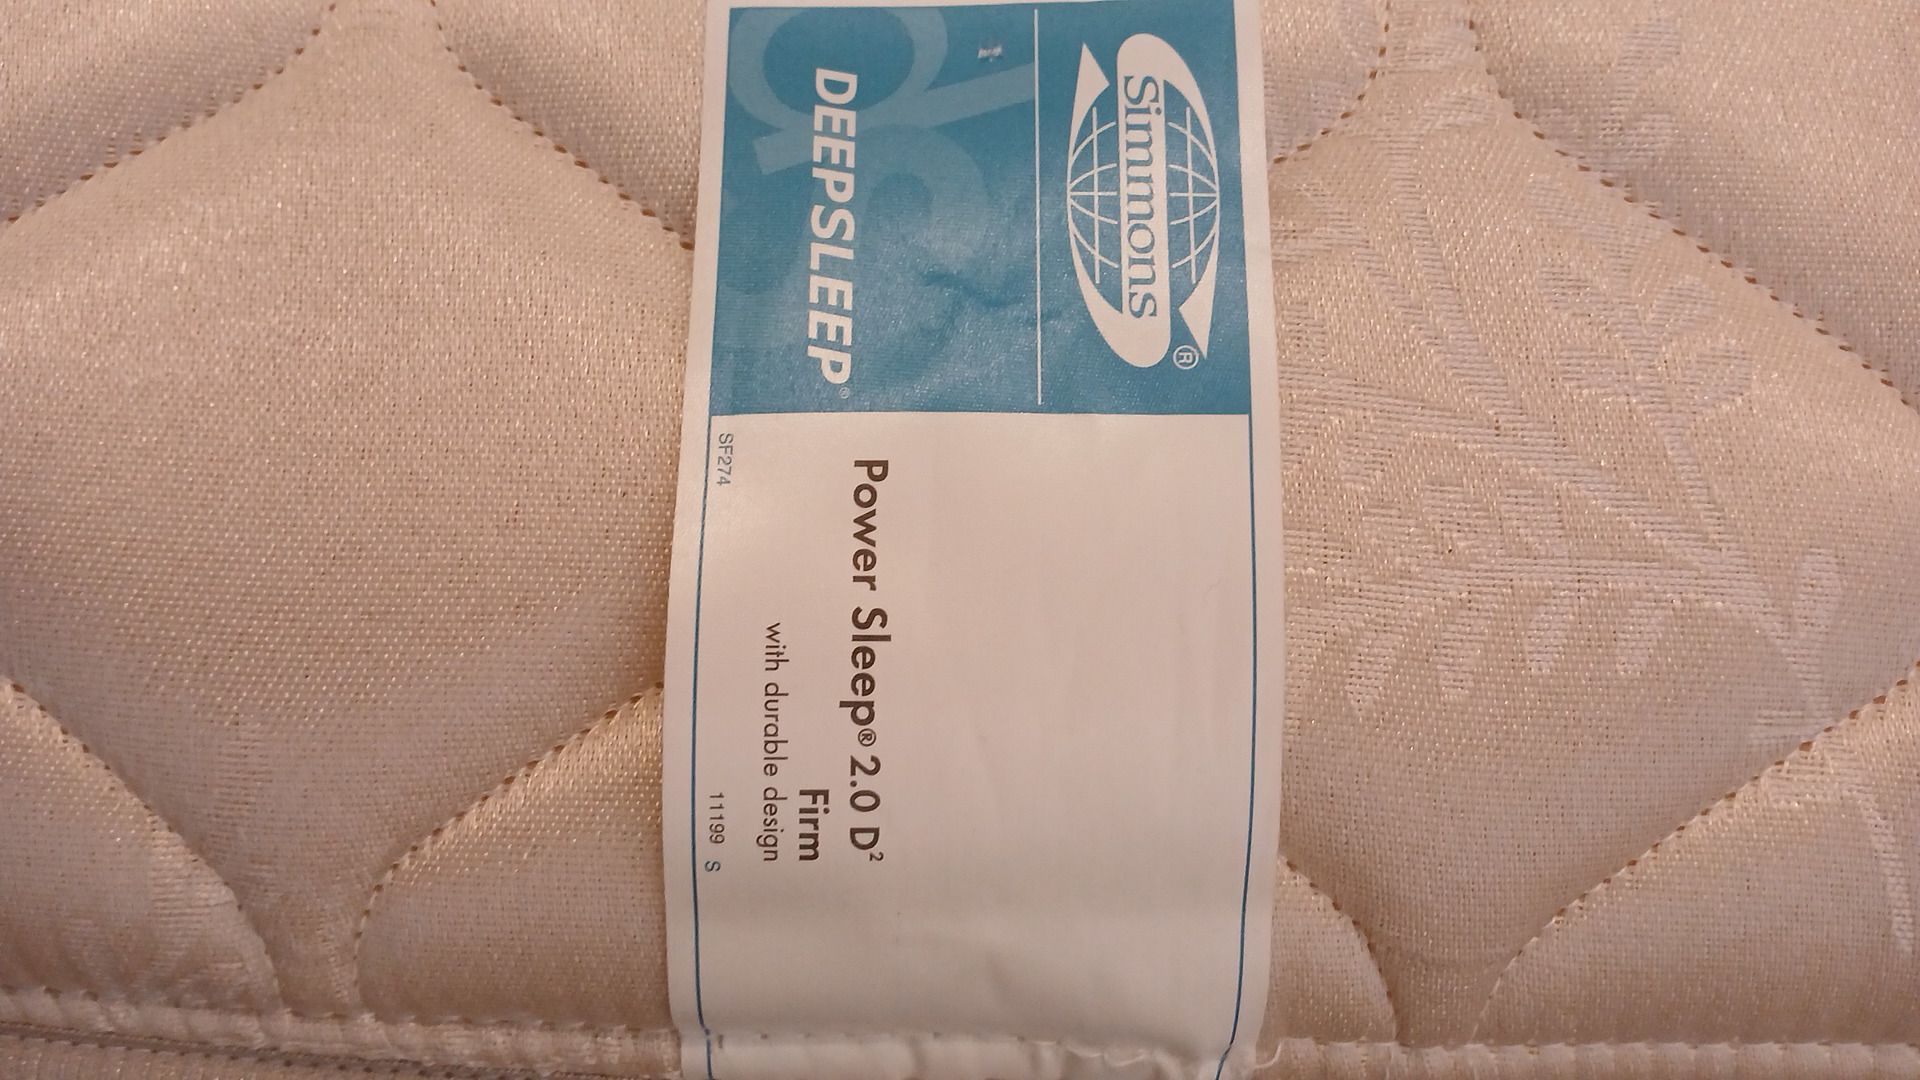 Simmons®
DEEPSLEEP®
Power Sleep® 2.0 D²
Firm
with durable design
SF274
11199 S